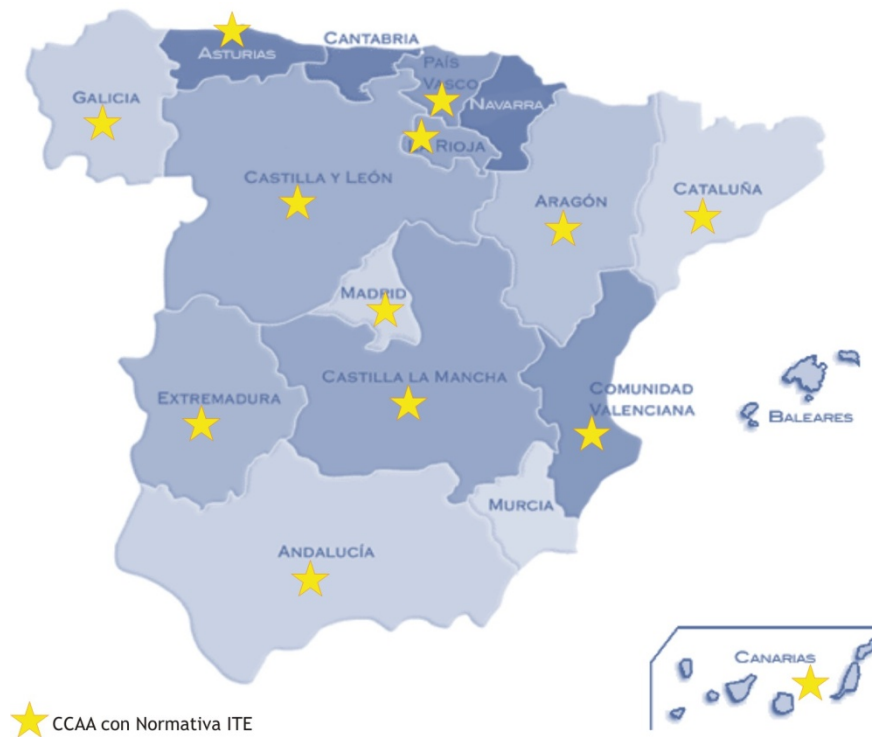 ASTURIAS
CANTABRIA
PAÍS
VASCO
NAVARRA
GALICIA
LA RIOJA
CASTILLA Y LEÓN
ARAGÓN
CATALUÑA
MADRID
CASTILLA LA MANCHA
EXTREMADURA
COMUNIDAD
VALENCIANA
BALEARES
MURCIA
ANDALUCÍA
CANARIAS
CCAA con Normativa ITE